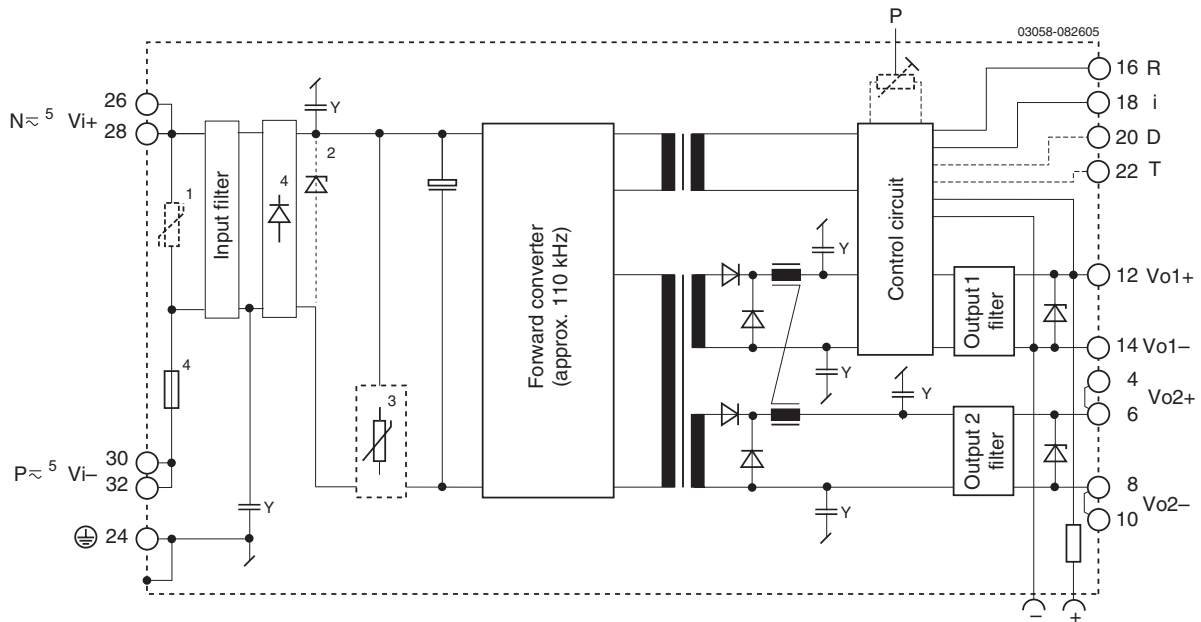 P
03058-082605
16 R
18 i
20 D
22 T
26
N≂ 5 Vi+
28
Y
2
1
4
Input filter
Forward converter
(approx. 110 kHz)
Control circuit
Y
12 Vo1+
Output 1
filter
14 Vo1–
Y
4
4
Vo2+
6
Y
3
Output 2
filter
30
P≂ 5 Vi–
32
8
Vo2–
10
Y
Y
24
–
+